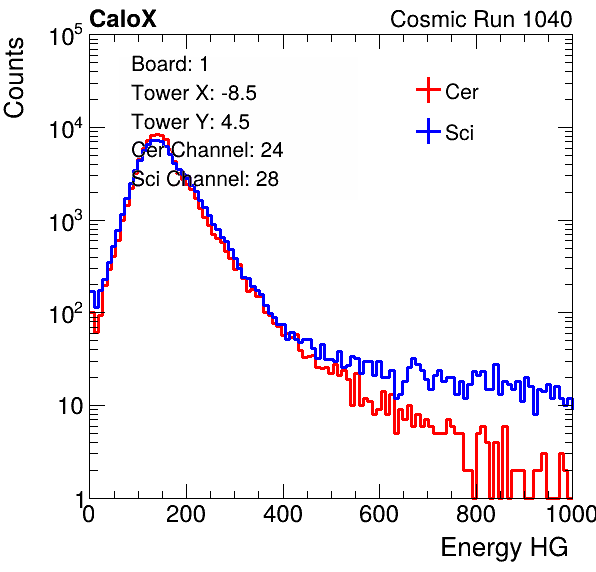 CaloX Cosmic Run 1040
Counts
10^5
10^4
10^3
10^2
10
1
Board: 1
Tower X: -8.5
Tower Y: 4.5
Cer Channel: 24
Sci Channel: 28
Cer
Sci
0 200 400 600 800 1000
Energy HG